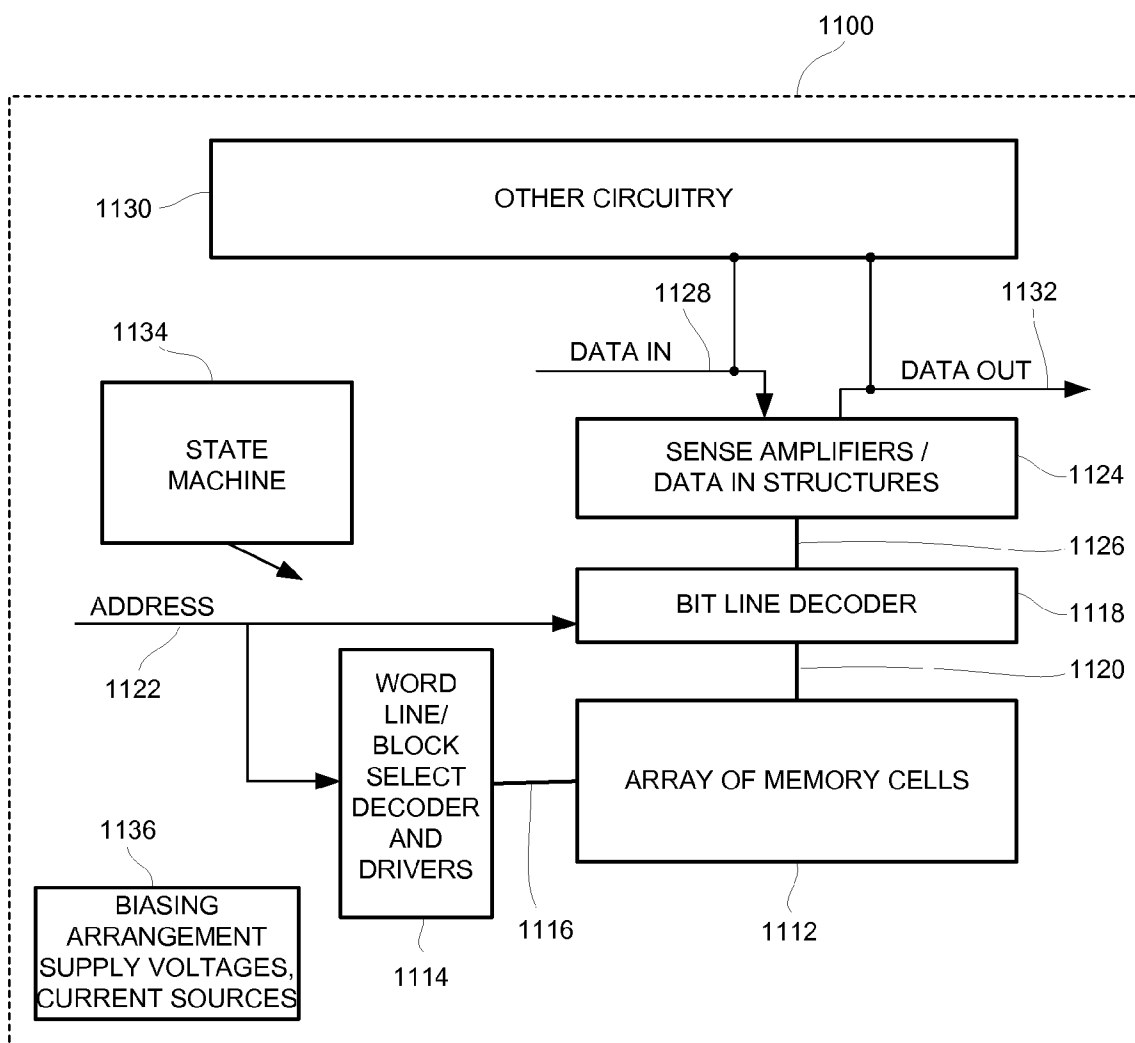 1100
OTHER CIRCUITRY
1130
1128
1132
1134
DATA IN
DATA OUT
STATE
MACHINE
SENSE AMPLIFIERS /
DATA IN STRUCTURES
1124
1126
ADDRESS
BIT LINE DECODER
1118
1122
1120
WORD
LINE/
BLOCK
SELECT
DECODER
AND
DRIVERS
ARRAY OF MEMORY CELLS
1136
BIASING
ARRANGEMENT
SUPPLY VOLTAGES,
CURRENT SOURCES
1116
1114
1112